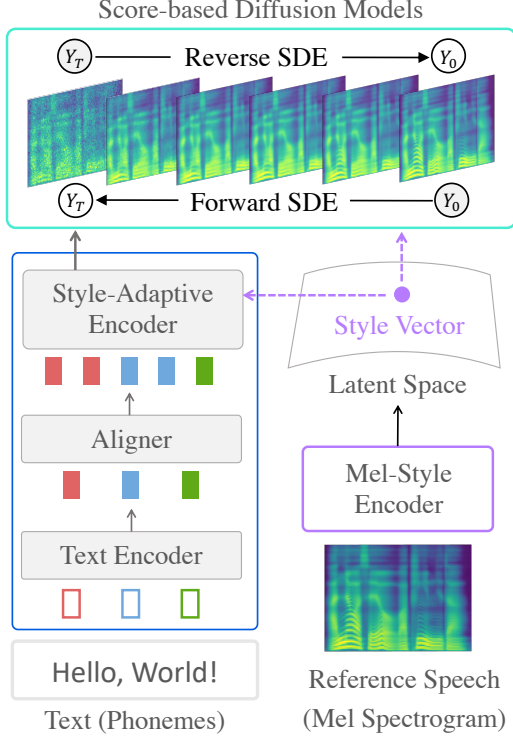 Score-based Diffusion Models
Y_T Reverse SDE Y_0
Y_T Forward SDE Y_0
Style-Adaptive
Encoder
Style Vector
Latent Space
Aligner
Mel-Style
Encoder
Text Encoder
Hello, World!
Text (Phonemes)
Reference Speech
(Mel Spectrogram)